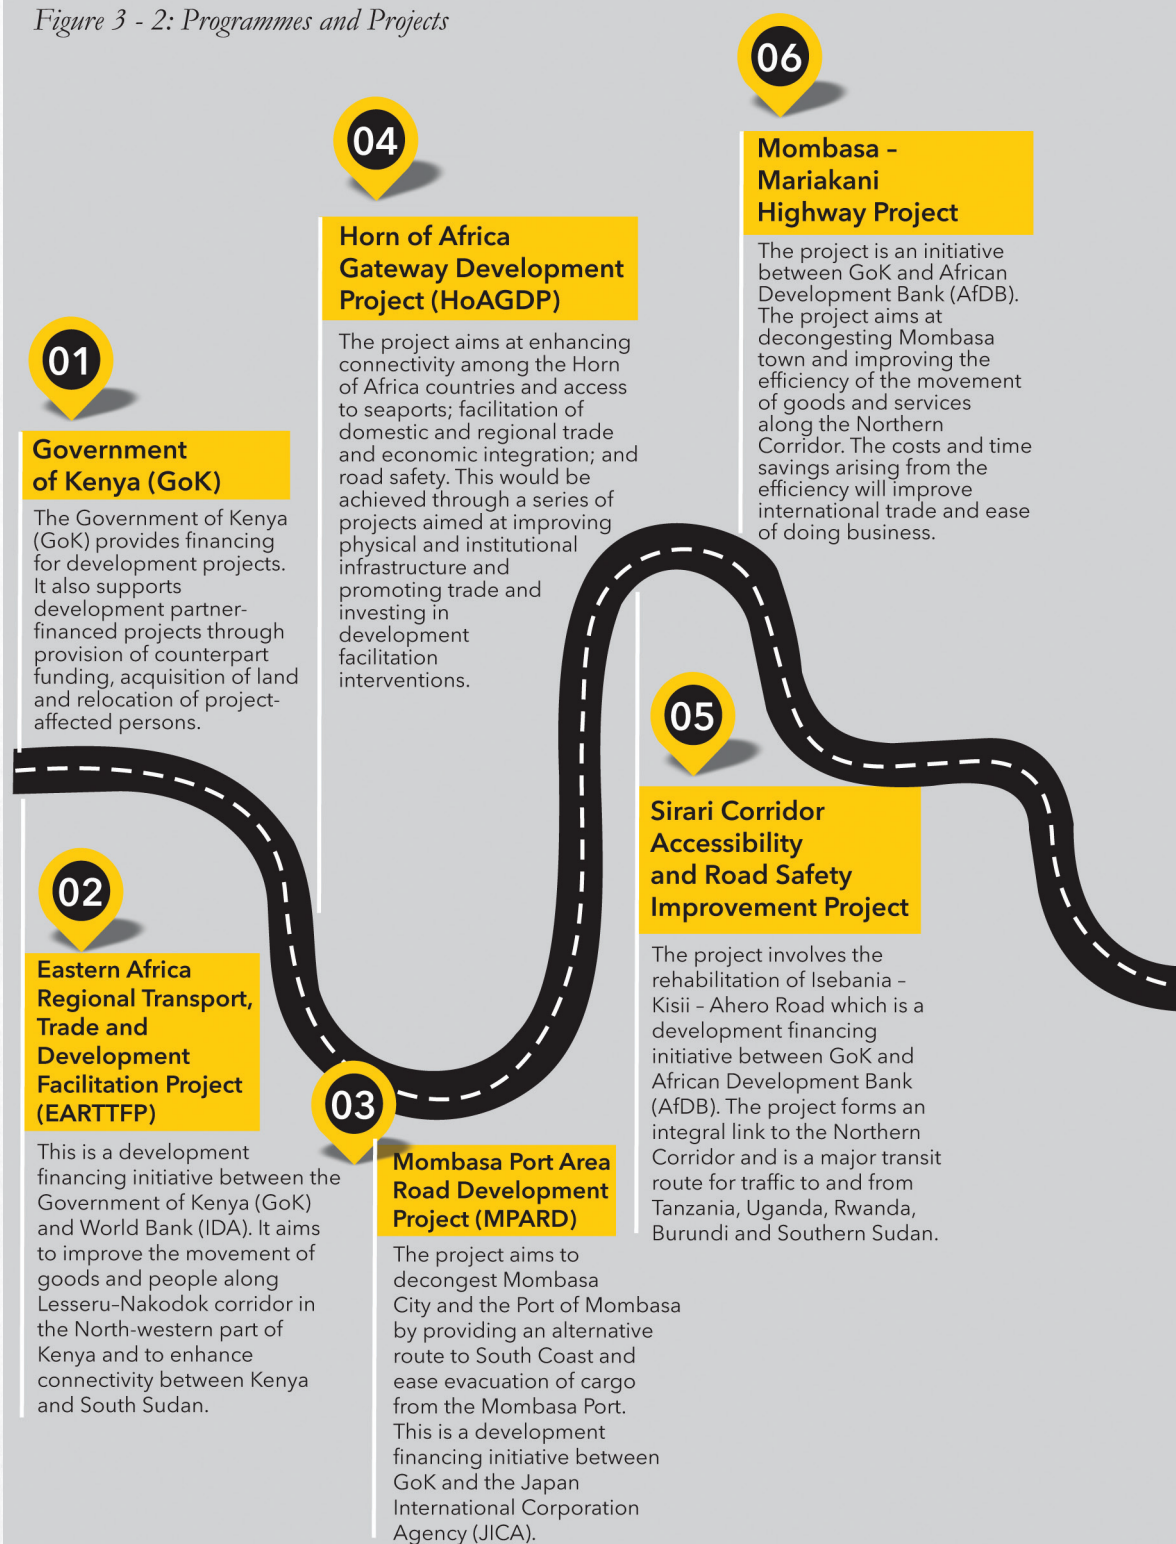 Figure 3 - 2: Programmes and Projects
01
Government
of Kenya (GoK)
The Government of Kenya
(GoK) provides financing
for development projects.
It also supports
development partner-
financed projects through
provision of counterpart
funding, acquisition of land
and relocation of project-
affected persons.
02
Eastern Africa
Regional Transport,
Trade and
Development
Facilitation Project
(EARTTFP)
This is a development
financing initiative between the
Government of Kenya (GoK)
and World Bank (IDA). It aims
to improve the movement of
goods and people along
Lesseru–Nakodok corridor in
the North-western part of
Kenya and to enhance
connectivity between Kenya
and South Sudan.
03
Mombasa Port Area
Road Development
Project (MPARD)
The project aims to
decongest Mombasa
City and the Port of Mombasa
by providing an alternative
route to South Coast and
ease evacuation of cargo
from the Mombasa Port.
This is a development
financing initiative between
GoK and the Japan
International Corporation
Agency (JICA).
04
Horn of Africa
Gateway Development
Project (HoAGDP)
The project aims at enhancing
connectivity among the Horn
of Africa countries and access
to seaports; facilitation of
domestic and regional trade
and economic integration; and
road safety. This would be
achieved through a series of
projects aimed at improving
physical and institutional
infrastructure and
promoting trade and
investing in
development
facilitation
interventions.
05
Sirari Corridor
Accessibility
and Road Safety
Improvement Project
The project involves the
rehabilitation of Isebania –
Kisii – Ahero Road which is a
development financing
initiative between GoK and
African Development Bank
(AfDB). The project forms an
integral link to the Northern
Corridor and is a major transit
route for traffic to and from
Tanzania, Uganda, Rwanda,
Burundi and Southern Sudan.
06
Mombasa –
Mariakani
Highway Project
The project is an initiative
between GoK and African
Development Bank (AfDB).
The project aims at
decongesting Mombasa
town and improving the
efficiency of the movement
of goods and services
along the Northern
Corridor. The costs and time
savings arising from the
efficiency will improve
international trade and ease
of doing business.